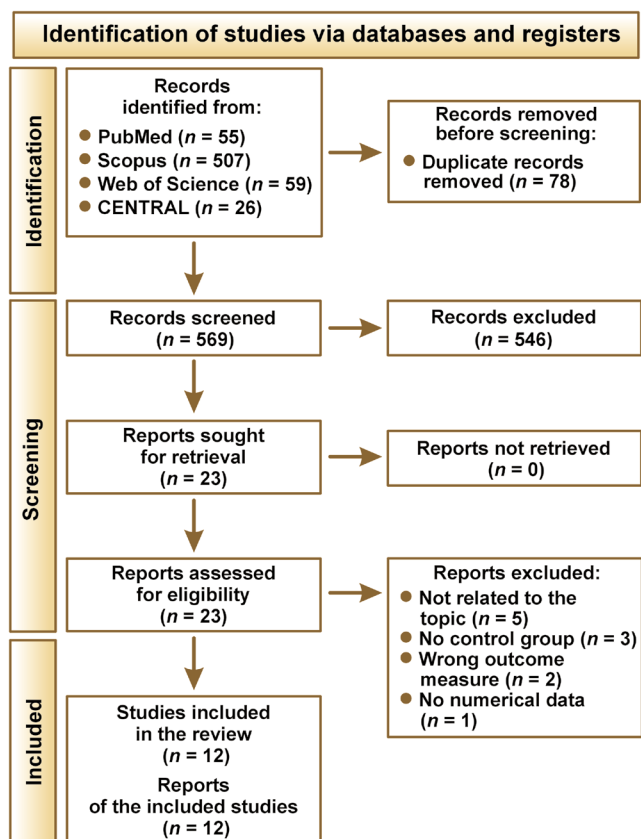 Identification of studies via databases and registers
Identification
Records
identified from:
● PubMed (n = 55)
● Scopus (n = 507)
● Web of Science (n = 59)
● CENTRAL (n = 26)
Records removed
before screening:
● Duplicate records
removed (n = 78)
Screening
Records screened
(n = 569)
Records excluded
(n = 546)
Reports sought
for retrieval
(n = 23)
Reports not retrieved
(n = 0)
Reports assessed
for eligibility
(n = 23)
Reports excluded:
● Not related to the
topic (n = 5)
● No control group (n = 3)
● Wrong outcome
measure (n = 2)
● No numerical data
(n = 1)
Included
Studies included
in the review
(n = 12)
Reports
of the included studies
(n = 12)